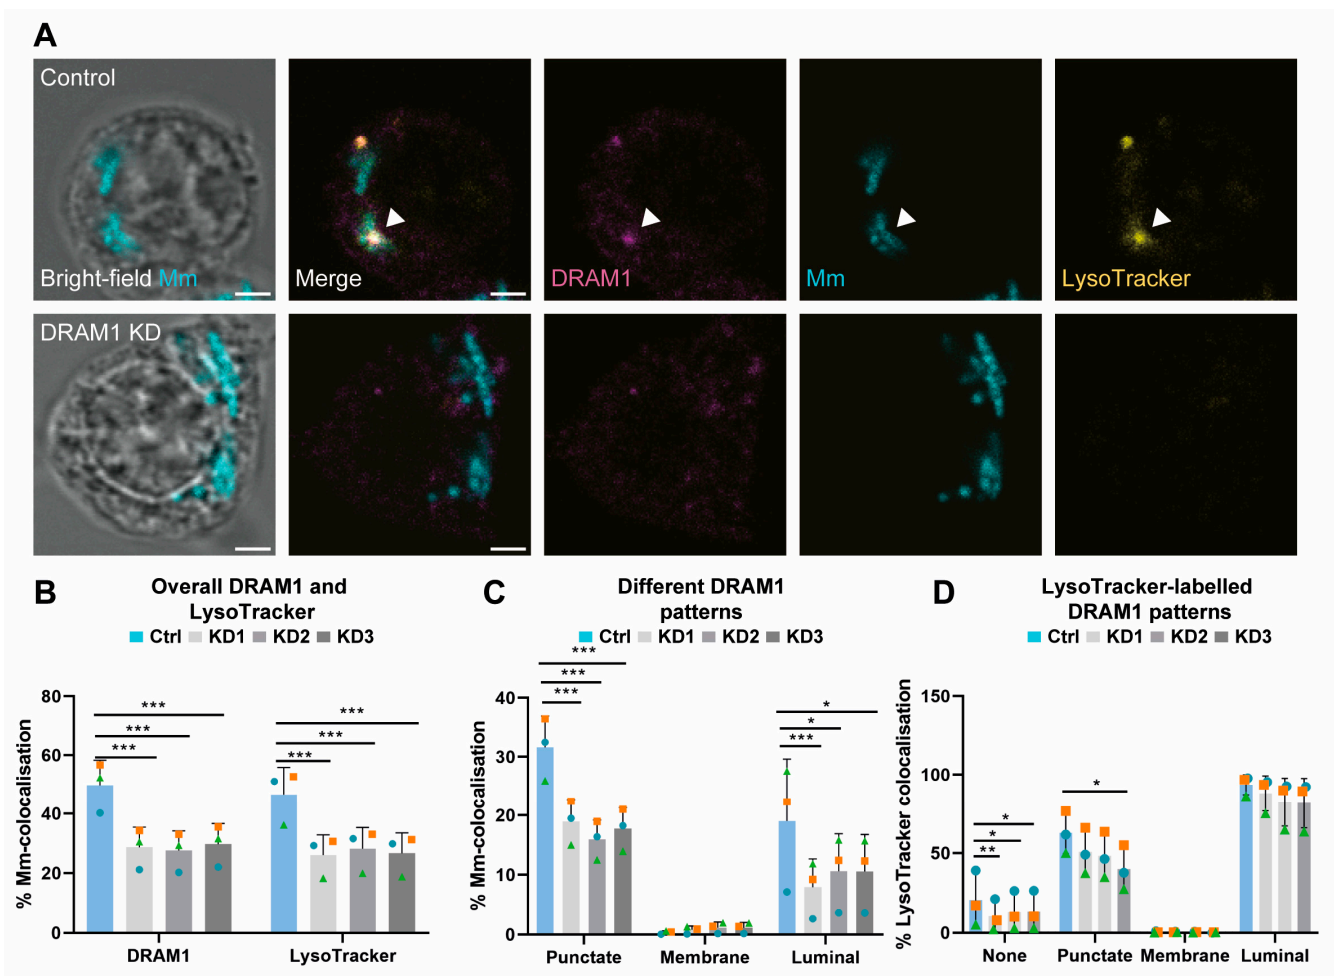 A
Control
Bright-field Mm
Merge
DRAM1
Mm
LysoTracker
DRAM1 KD
B
Overall DRAM1 and
LysoTracker
Ctrl KD1 KD2 KD3
% Mm-colocalisation
80
60
40
20
0
***
***
***
***
***
***
DRAM1
LysoTracker
C
Different DRAM1
patterns
Ctrl KD1 KD2 KD3
% Mm-colocalisation
40
30
20
10
0
***
***
***
*
*
***
Punctate
Membrane
Luminal
D
LysoTracker-labelled
DRAM1 patterns
Ctrl KD1 KD2 KD3
% LysoTracker colocalisation
150
100
50
0
*
*
**
*
None
Punctate
Membrane
Luminal